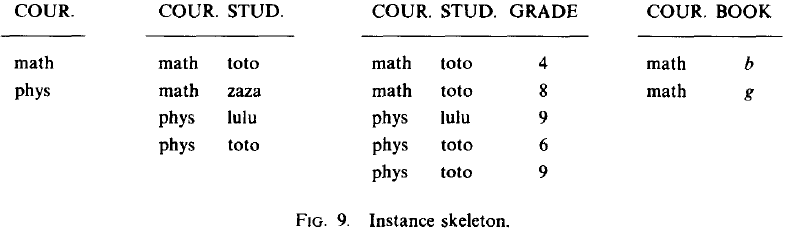 COUR. COUR. STUD. COUR. STUD. GRADE COUR. BOOK
math math toto math toto 4 math b
phys math zaza math toto 8 math g
phys lulu phys lulu 9
phys toto phys toto 6
phys toto 9
FIG. 9. Instance skeleton.